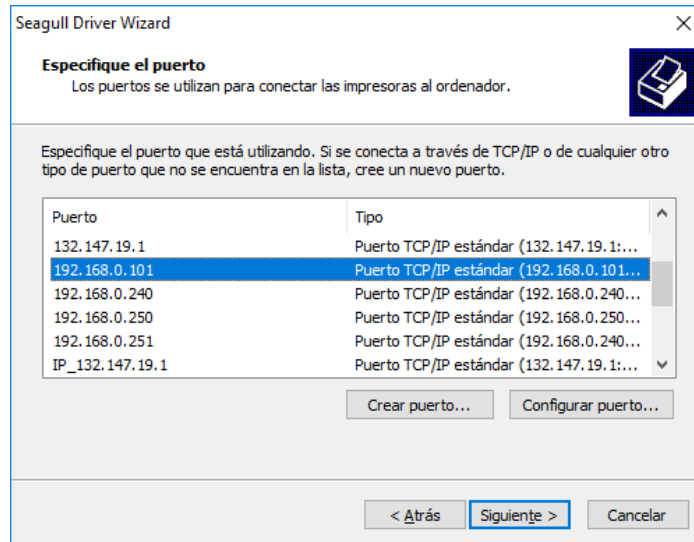 Seagull Driver Wizard
Especifique el puerto
Los puertos se utilizan para conectar las impresoras al ordenador.
Especifique el puerto que está utilizando. Si se conecta a través de TCP/IP o de cualquier otro
tipo de puerto que no se encuentra en la lista, cree un nuevo puerto.
Puerto Tipo
132.147.19.1 Puerto TCP/IP estándar (132.147.19.1:...
192.168.0.101 Puerto TCP/IP estándar (192.168.0.101...
192.168.0.240 Puerto TCP/IP estándar (192.168.0.240...
192.168.0.250 Puerto TCP/IP estándar (192.168.0.250...
192.168.0.251 Puerto TCP/IP estándar (192.168.0.240...
IP_132.147.19.1 Puerto TCP/IP estándar (132.147.19.1:...
Crear puerto... Configurar puerto...
< Atrás Siguiente > Cancelar